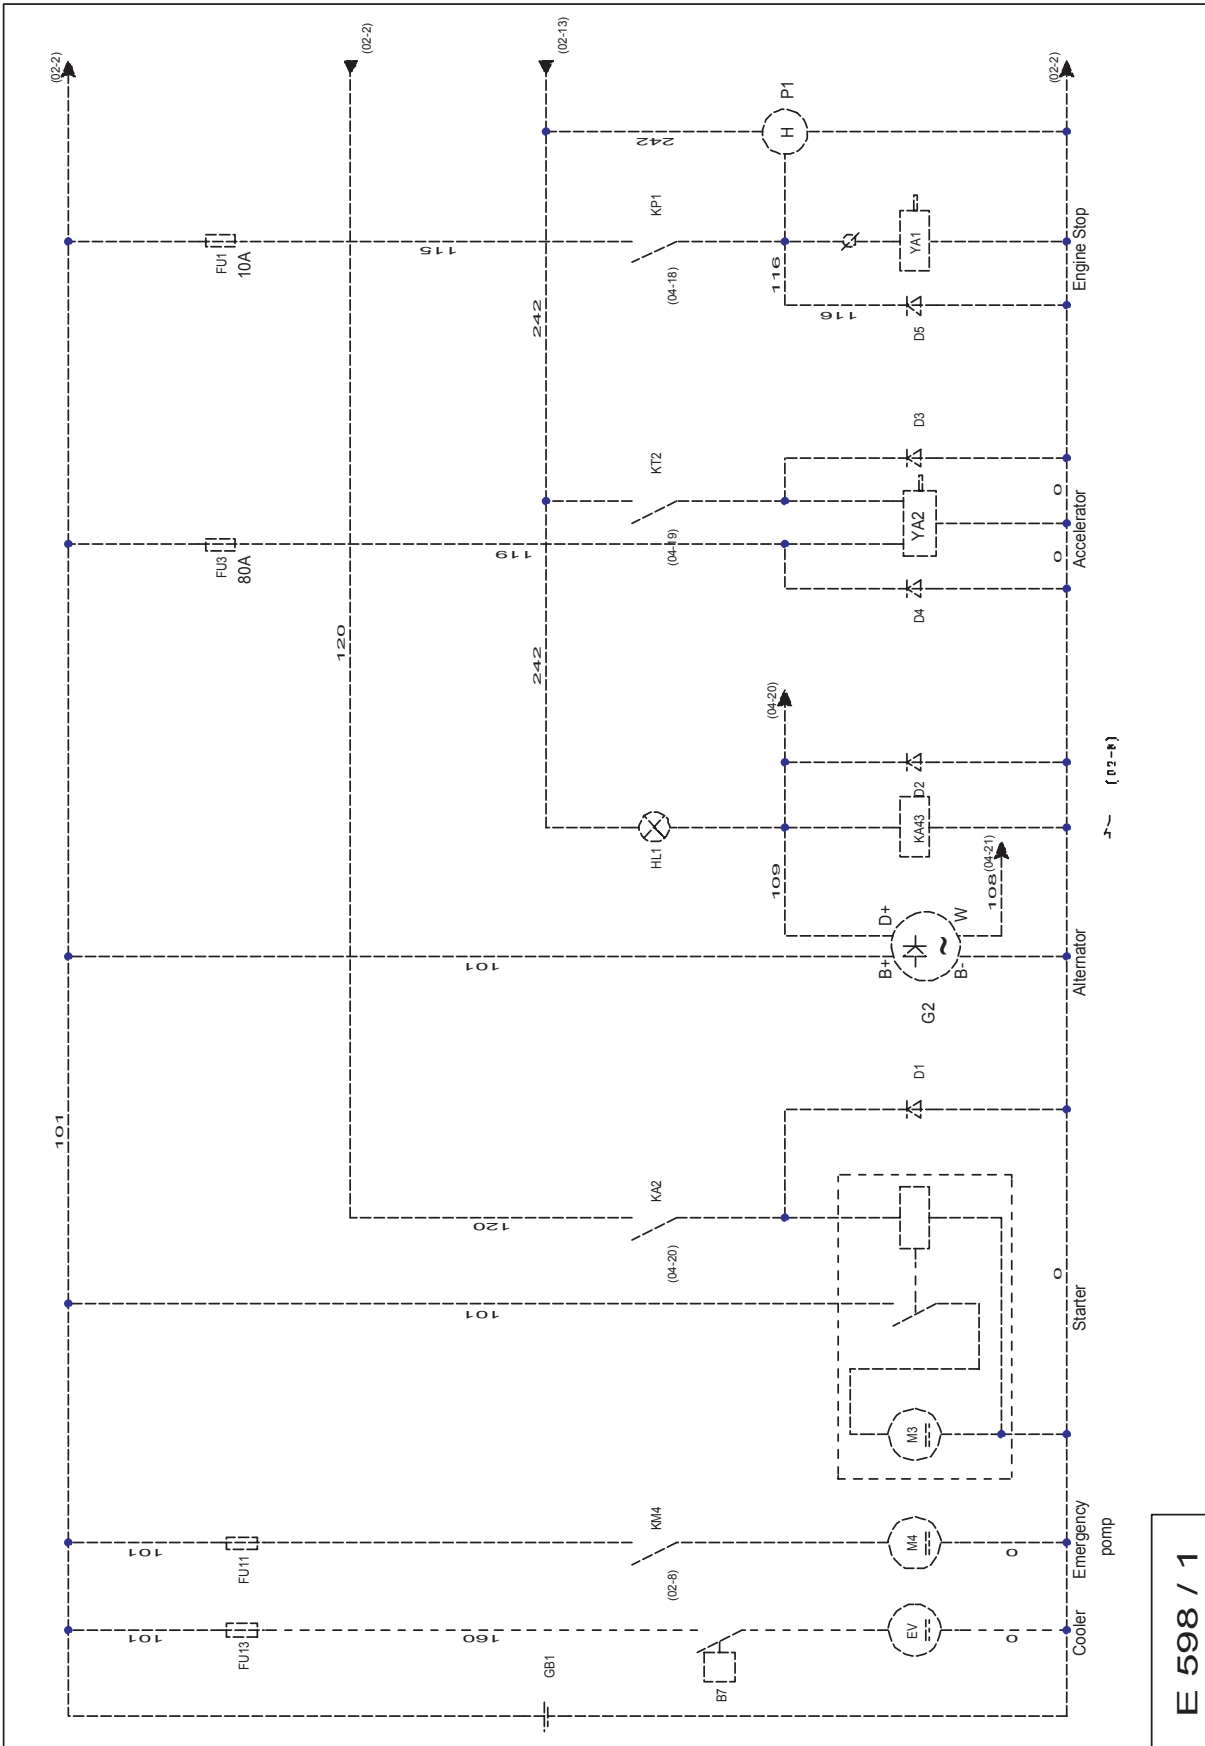 101
(02-2)
101
101
FU13
FU11
FU3
80A
FU1
10A
120
(02-2)
160
101
120
101
119
115
GB1
242
242
(02-13)
B7
KM4
(02-8)
KA2
(04-20)
HL1
KT2
(04-19)
KP1
(04-18)
242
109
(04-20)
116
116
P1
H
EV
M4
M3
D1
G2
B+
D+
B-
W
108
(04-21)
KA43
D2
D4
YA2
D3
D5
YA1
0
0
0
0
0
(02-2)
Cooler
Emergency
pomp
Starter
Alternator
(02-8)
Accelerator
Engine Stop
E 598 / 1